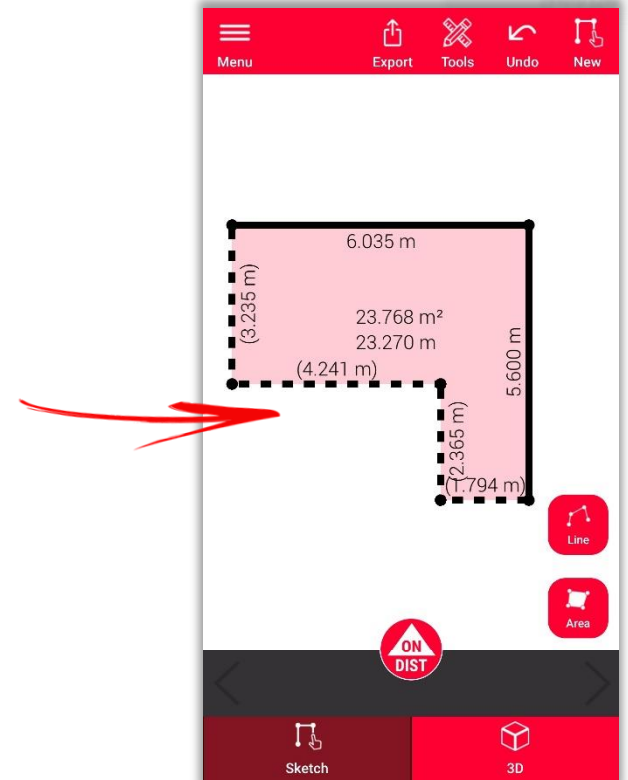 Menu
Export
Tools
Undo
New
6.035 m
(3.235 m)
23.768 m²
23.270 m
(4.241 m)
5.600 m
(2.365 m)
(1.794 m)
Line
Area
ON
DIST
Sketch
3D